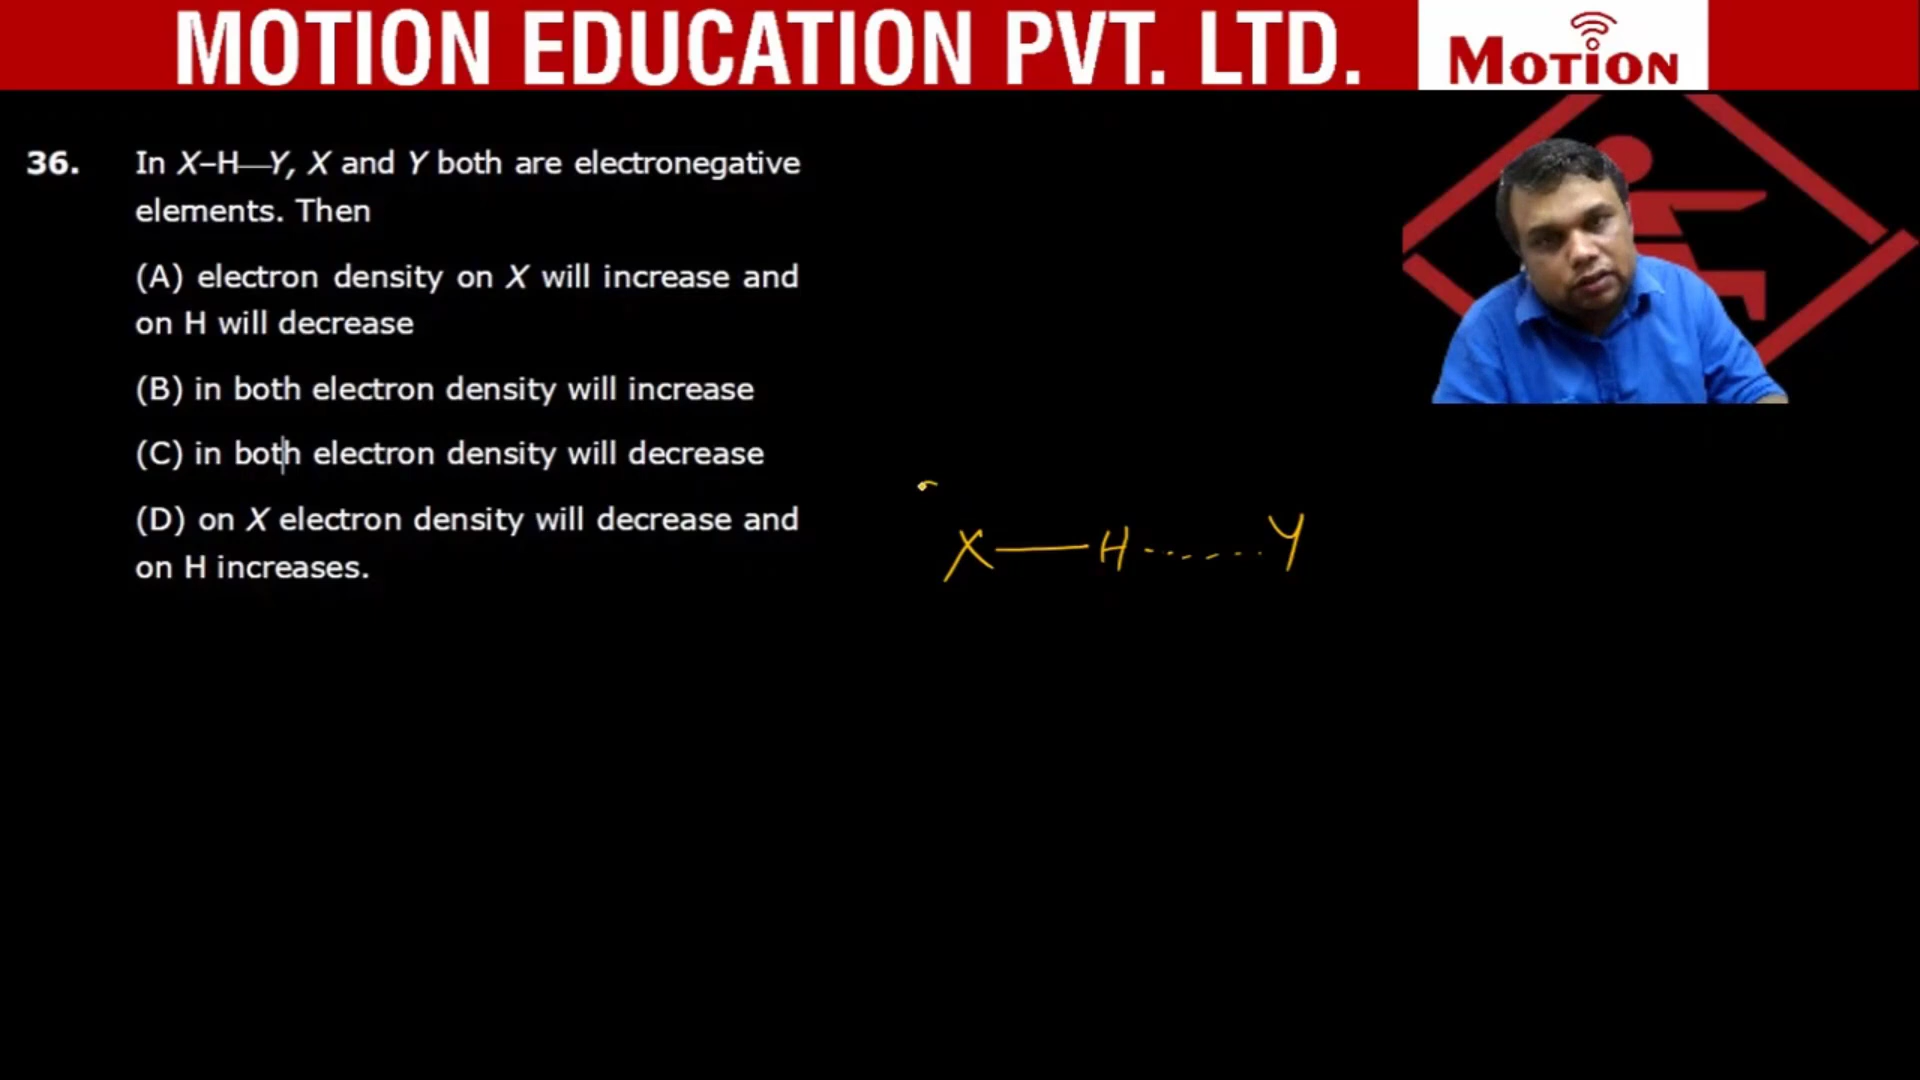 MOTION EDUCATION PVT. LTD.
MOTION
36. In X–H—Y, X and Y both are electronegative
elements. Then
(A) electron density on X will increase and
on H will decrease
(B) in both electron density will increase
(C) in both electron density will decrease
(D) on X electron density will decrease and
on H increases.
X—H------Y